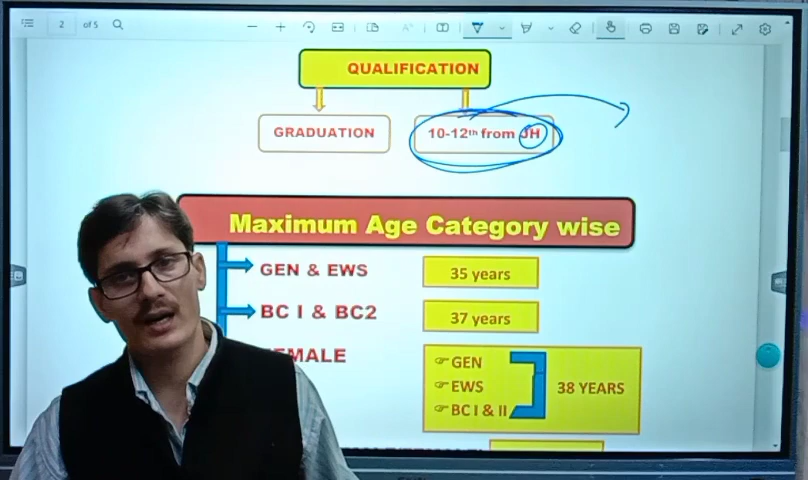 2 of 5
QUALIFICATION
GRADUATION
10-12th from JH
Maximum Age Category wise
GEN & EWS
35 years
BC I & BC2
37 years
FEMALE
☞ GEN
☞ EWS
☞ BC I & II
38 YEARS